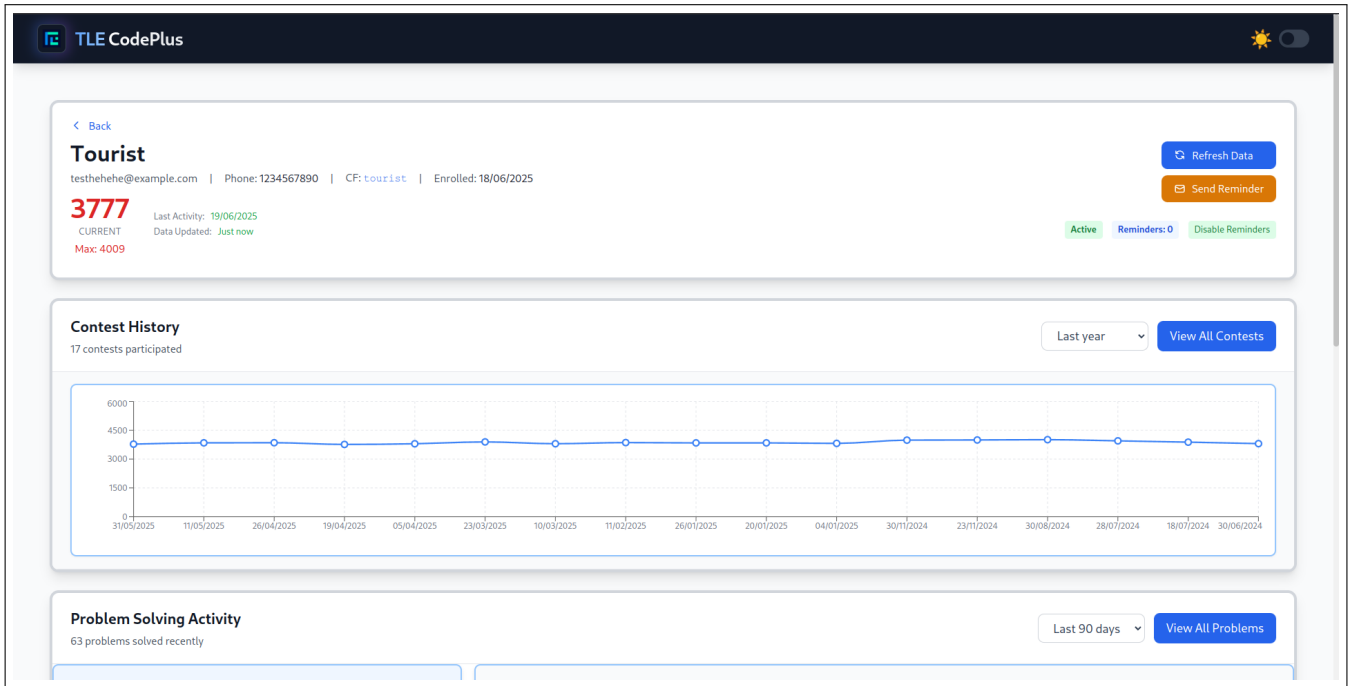 TLE CodePlus
Back
Tourist
testhehehe@example.com | Phone: 1234567890 | CF: tourist | Enrolled: 18/06/2025
3777
CURRENT
Max: 4009
Last Activity: 19/06/2025
Data Updated: Just now
Refresh Data
Send Reminder
Active Reminders: 0 Disable Reminders
Contest History
17 contests participated
Last year View All Contests
6000
4500
3000
1500
0
31/05/2025 11/05/2025 26/04/2025 19/04/2025 05/04/2025 23/03/2025 10/03/2025 11/02/2025 26/01/2025 20/01/2025 04/01/2025 30/11/2024 23/11/2024 30/08/2024 28/07/2024 18/07/2024 30/06/2024
Problem Solving Activity
63 problems solved recently
Last 90 days View All Problems